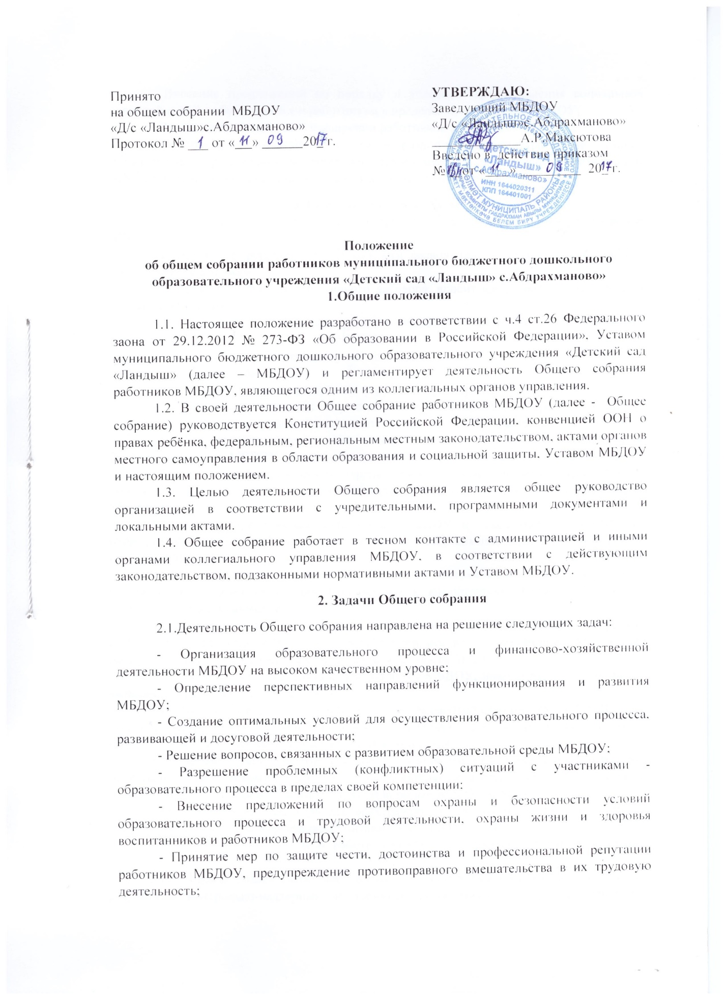 Принято
на общем собрании МБДОУ
«Д/с «Ландыш»с.Абдрахманово»
Протокол № 1 от «11» 09 2017 г.
УТВЕРЖДАЮ:
Заведующий МБДОУ
«Д/с «Ландыш»с.Абдрахманово»
А.Р.Максютова
Введено в действие приказом
№ от «11» 09 2017 г.
«Детский сад
«Ландыш»
с.Абдрахманово»
ИНН 1644020311
КПП 164401001
Положение
об общем собрании работников муниципального бюджетного дошкольного
образовательного учреждения «Детский сад «Ландыш» с.Абдрахманово»
1.Общие положения
1.1. Настоящее положение разработано в соответствии с ч.4 ст.26 Федерального
заона от 29.12.2012 № 273-ФЗ «Об образовании в Российской Федерации», Уставом
муниципального бюджетного дошкольного образовательного учреждения «Детский сад
«Ландыш» (далее – МБДОУ) и регламентирует деятельность Общего собрания
работников МБДОУ, являющегося одним из коллегиальных органов управления.
1.2. В своей деятельности Общее собрание работников МБДОУ (далее - Общее
собрание) руководствуется Конституцией Российской Федерации, конвенцией ООН о
правах ребёнка, федеральным, региональным местным законодательством, актами органов
местного самоуправления в области образования и социальной защиты, Уставом МБДОУ
и настоящим положением.
1.3. Целью деятельности Общего собрания является общее руководство
организацией в соответствии с учредительными, программными документами и
локальными актами.
1.4. Общее собрание работает в тесном контакте с администрацией и иными
органами коллегиального управления МБДОУ, в соответствии с действующим
законодательством, подзаконными нормативными актами и Уставом МБДОУ.
2. Задачи Общего собрания
2.1.Деятельность Общего собрания направлена на решение следующих задач:
- Организация образовательного процесса и финансово-хозяйственной
деятельности МБДОУ на высоком качественном уровне;
- Определение перспективных направлений функционирования и развития
МБДОУ;
- Создание оптимальных условий для осуществления образовательного процесса,
развивающей и досуговой деятельности;
- Решение вопросов, связанных с развитием образовательной среды МБДОУ;
- Разрешение проблемных (конфликтных) ситуаций с участниками -
образовательного процесса в пределах своей компетенции;
- Внесение предложений по вопросам охраны и безопасности условий
образовательного процесса и трудовой деятельности, охраны жизни и здоровья
воспитанников и работников МБДОУ;
- Принятие мер по защите чести, достоинства и профессиональной репутации
работников МБДОУ, предупреждение противоправного вмешательства в их трудовую
деятельность;